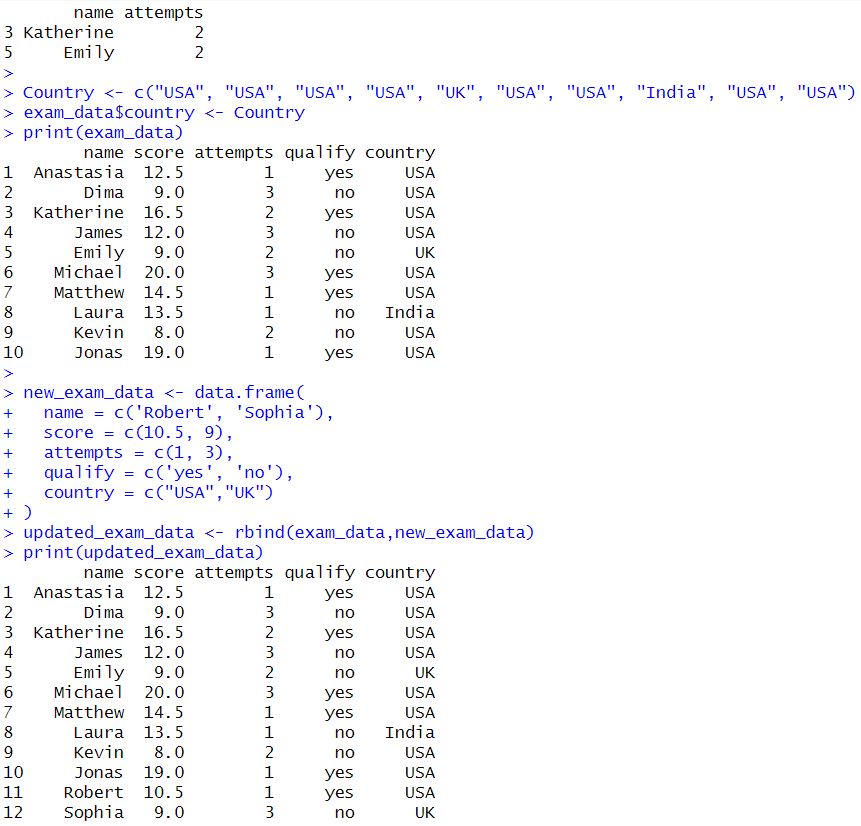 name attempts
3 Katherine        2
5     Emily        2
>
> Country <- c("USA", "USA", "USA", "USA", "UK", "USA", "USA", "India", "USA", "USA")
> exam_data$country <- Country
> print(exam_data)
        name score attempts qualify country
1  Anastasia  12.5        1     yes     USA
2       Dima   9.0        3      no     USA
3  Katherine  16.5        2     yes     USA
4      James  12.0        3      no     USA
5      Emily   9.0        2      no      UK
6    Michael  20.0        3     yes     USA
7    Matthew  14.5        1     yes     USA
8      Laura  13.5        1      no   India
9      Kevin   8.0        2      no     USA
10     Jonas  19.0        1     yes     USA
>
> new_exam_data <- data.frame(
+   name = c('Robert', 'Sophia'),
+   score = c(10.5, 9),
+   attempts = c(1, 3),
+   qualify = c('yes', 'no'),
+   country = c("USA","UK")
+ )
> updated_exam_data <- rbind(exam_data,new_exam_data)
> print(updated_exam_data)
        name score attempts qualify country
1  Anastasia  12.5        1     yes     USA
2       Dima   9.0        3      no     USA
3  Katherine  16.5        2     yes     USA
4      James  12.0        3      no     USA
5      Emily   9.0        2      no      UK
6    Michael  20.0        3     yes     USA
7    Matthew  14.5        1     yes     USA
8      Laura  13.5        1      no   India
9      Kevin   8.0        2      no     USA
10     Jonas  19.0        1     yes     USA
11    Robert  10.5        1     yes     USA
12    Sophia   9.0        3      no      UK